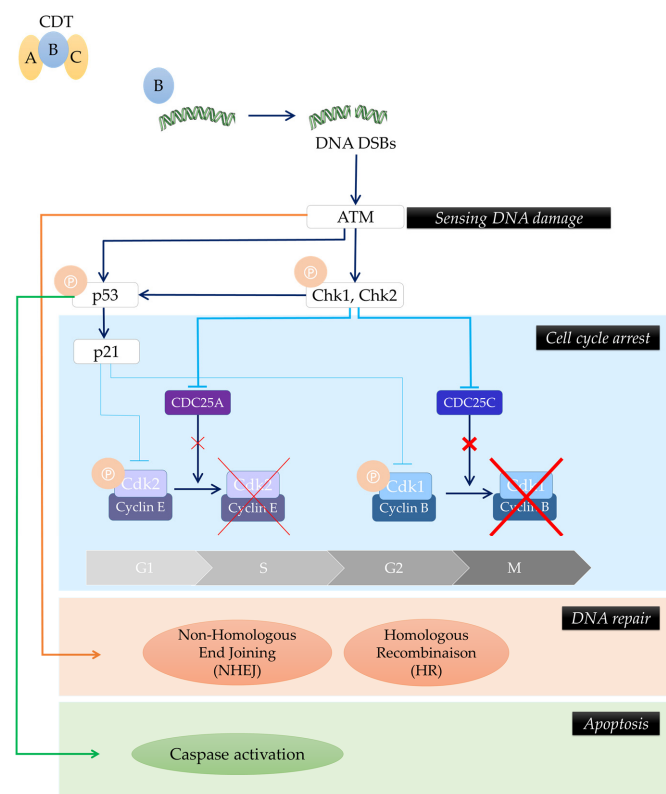 CDT
A B C
B
DNA DSBs
ATM
Sensing DNA damage
℗
p53
℗
Chk1, Chk2
Cell cycle arrest
p21
CDC25A
CDC25C
℗
Cdk2
Cyclin E
Cdk2
Cyclin E
℗
Cdk1
Cyclin B
Cdk1
Cyclin B
G1
S
G2
M
DNA repair
Non-Homologous
End Joining
(NHEJ)
Homologous
Recombinaison
(HR)
Apoptosis
Caspase activation